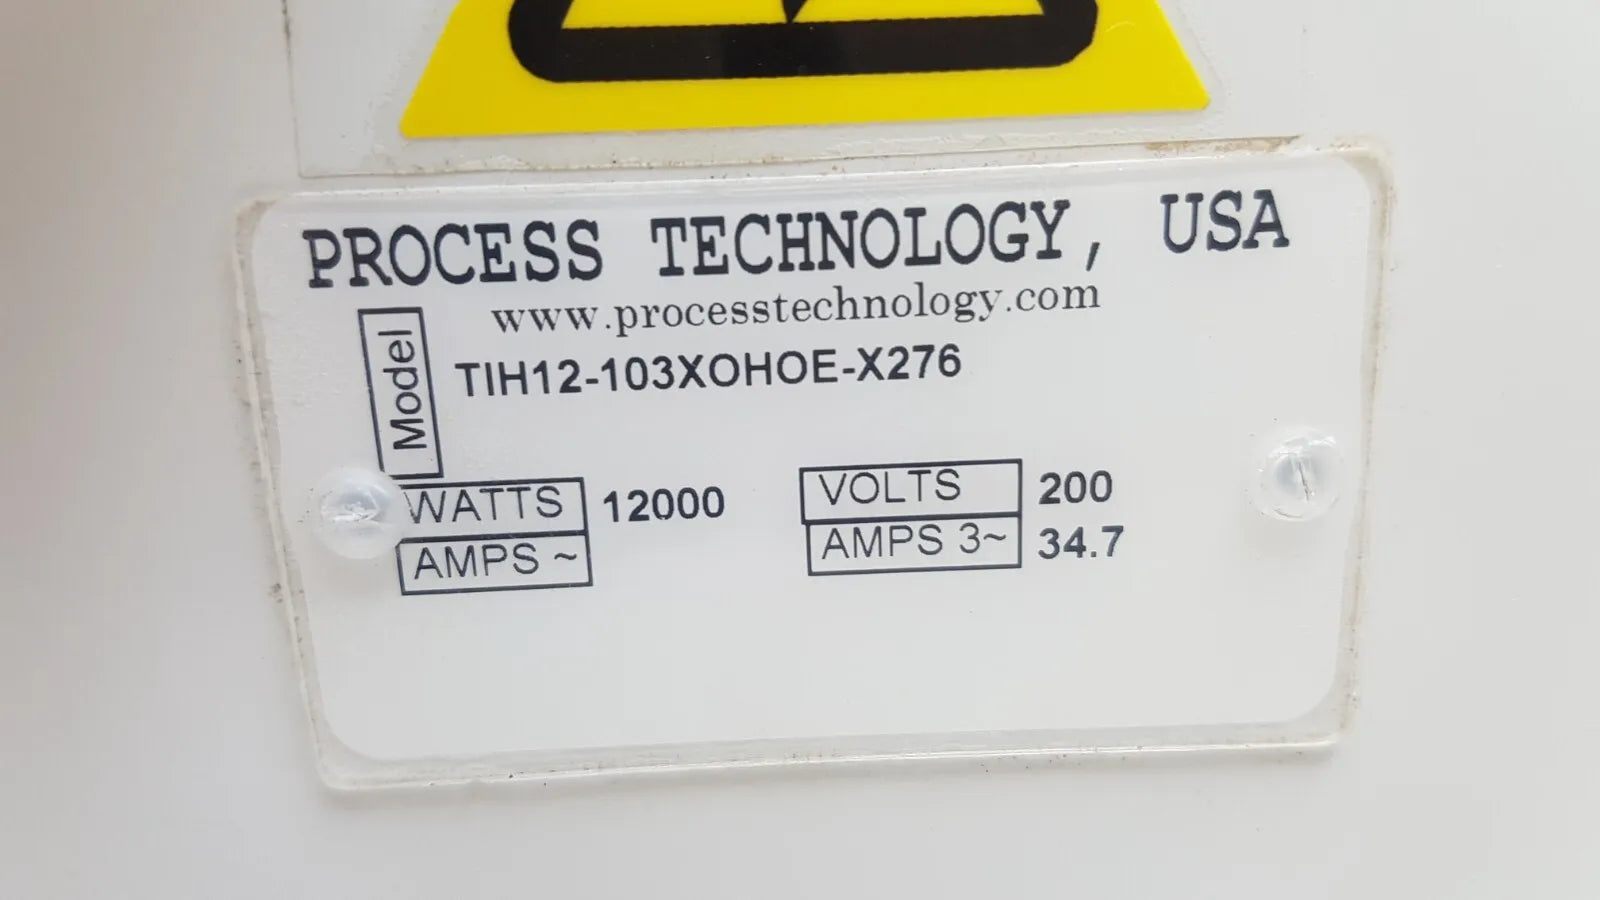 PROCESS TECHNOLOGY, USA
www.processtechnology.com
Model TIH12-103XOHOE-X276
WATTS 12000 VOLTS 200
AMPS ~ AMPS 3~ 34.7